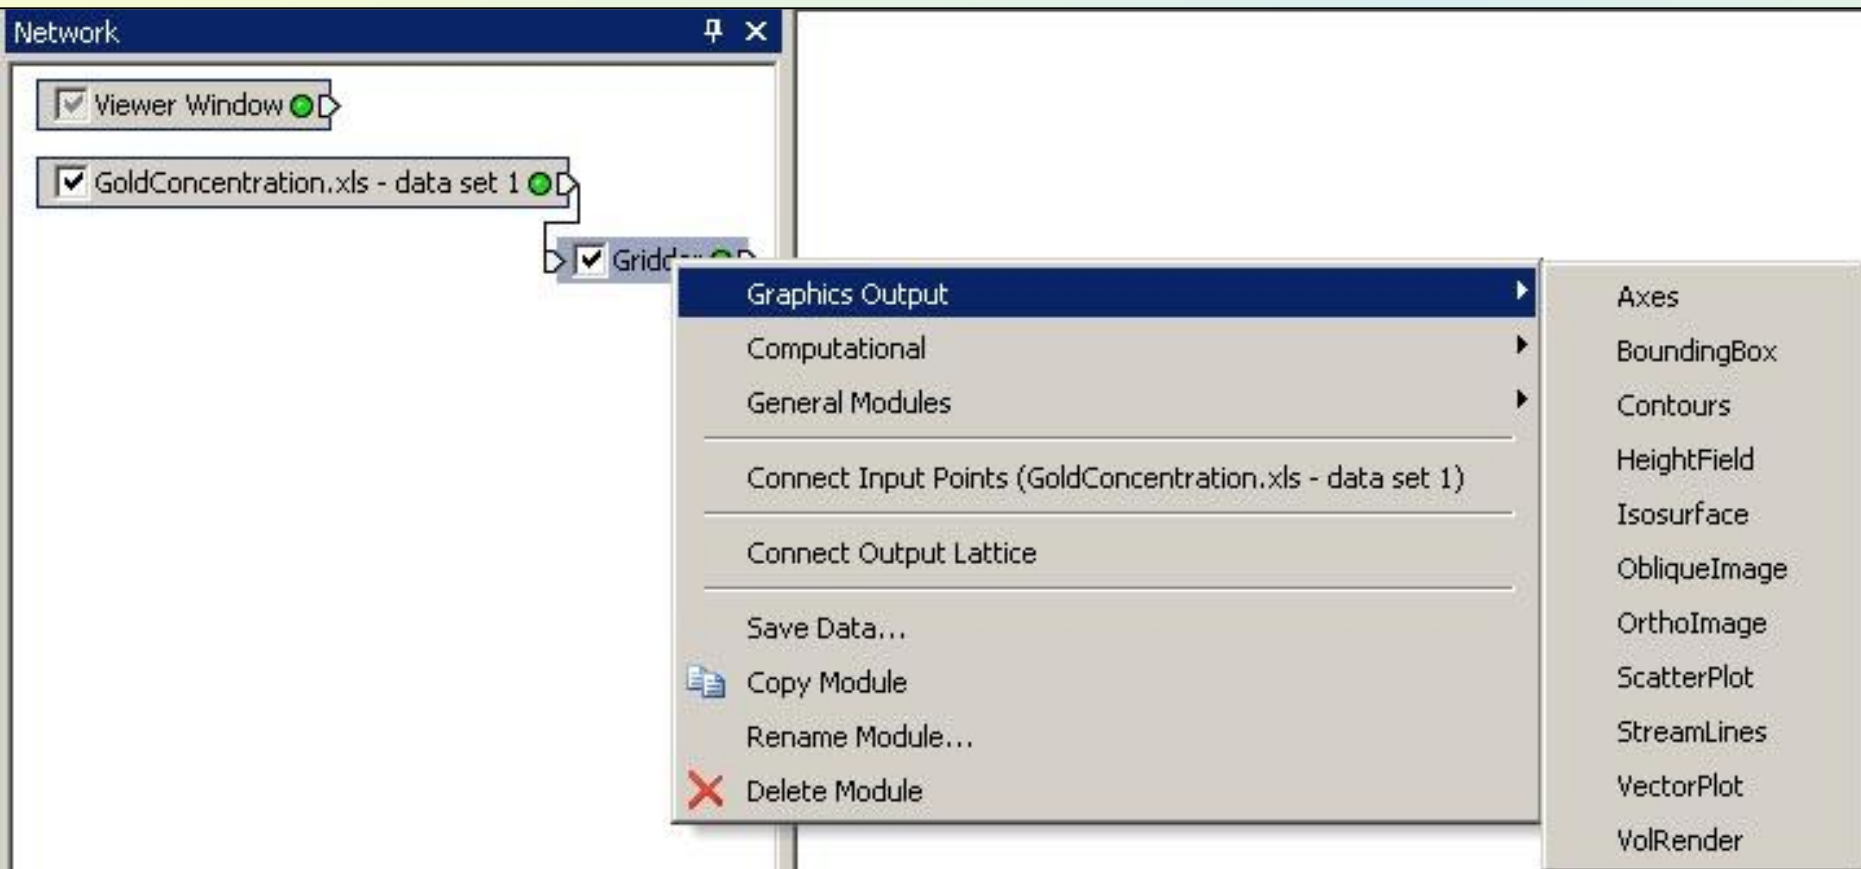 Network
Viewer Window
GoldConcentration.xls - data set 1
Graphics Output
Computational
General Modules
Connect Input Points (GoldConcentration.xls - data set 1)
Connect Output Lattice
Save Data...
Copy Module
Rename Module...
Delete Module
Axes
BoundingBox
Contours
HeightField
Isosurface
ObliqueImage
OrthoImage
ScatterPlot
StreamLines
VectorPlot
VolRender